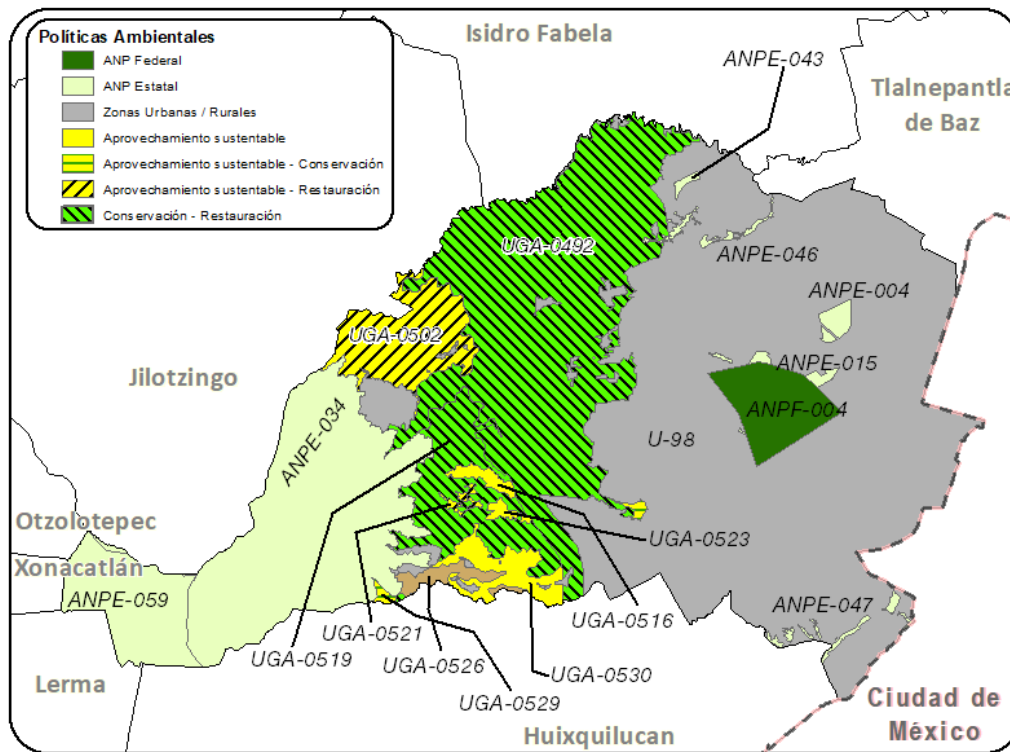 Políticas Ambientales
ANP Federal
ANP Estatal
Zonas Urbanas / Rurales
Aprovechamiento sustentable
Aprovechamiento sustentable - Conservación
Aprovechamiento sustentable - Restauración
Conservación - Restauración
Isidro Fabela
ANPE-043
Tlalnepantla
de Baz
UGA-0492
ANPE-046
ANPE-004
UGA-0502
ANPE-015
Jilotzingo
ANPF-004
ANPE-034
U-98
Otzolotepec
UGA-0523
Xonacatlán
ANPE-059
ANPE-047
UGA-0521
UGA-0516
UGA-0519
UGA-0526
UGA-0530
Lerma
UGA-0529
Ciudad de
México
Huixquilucan